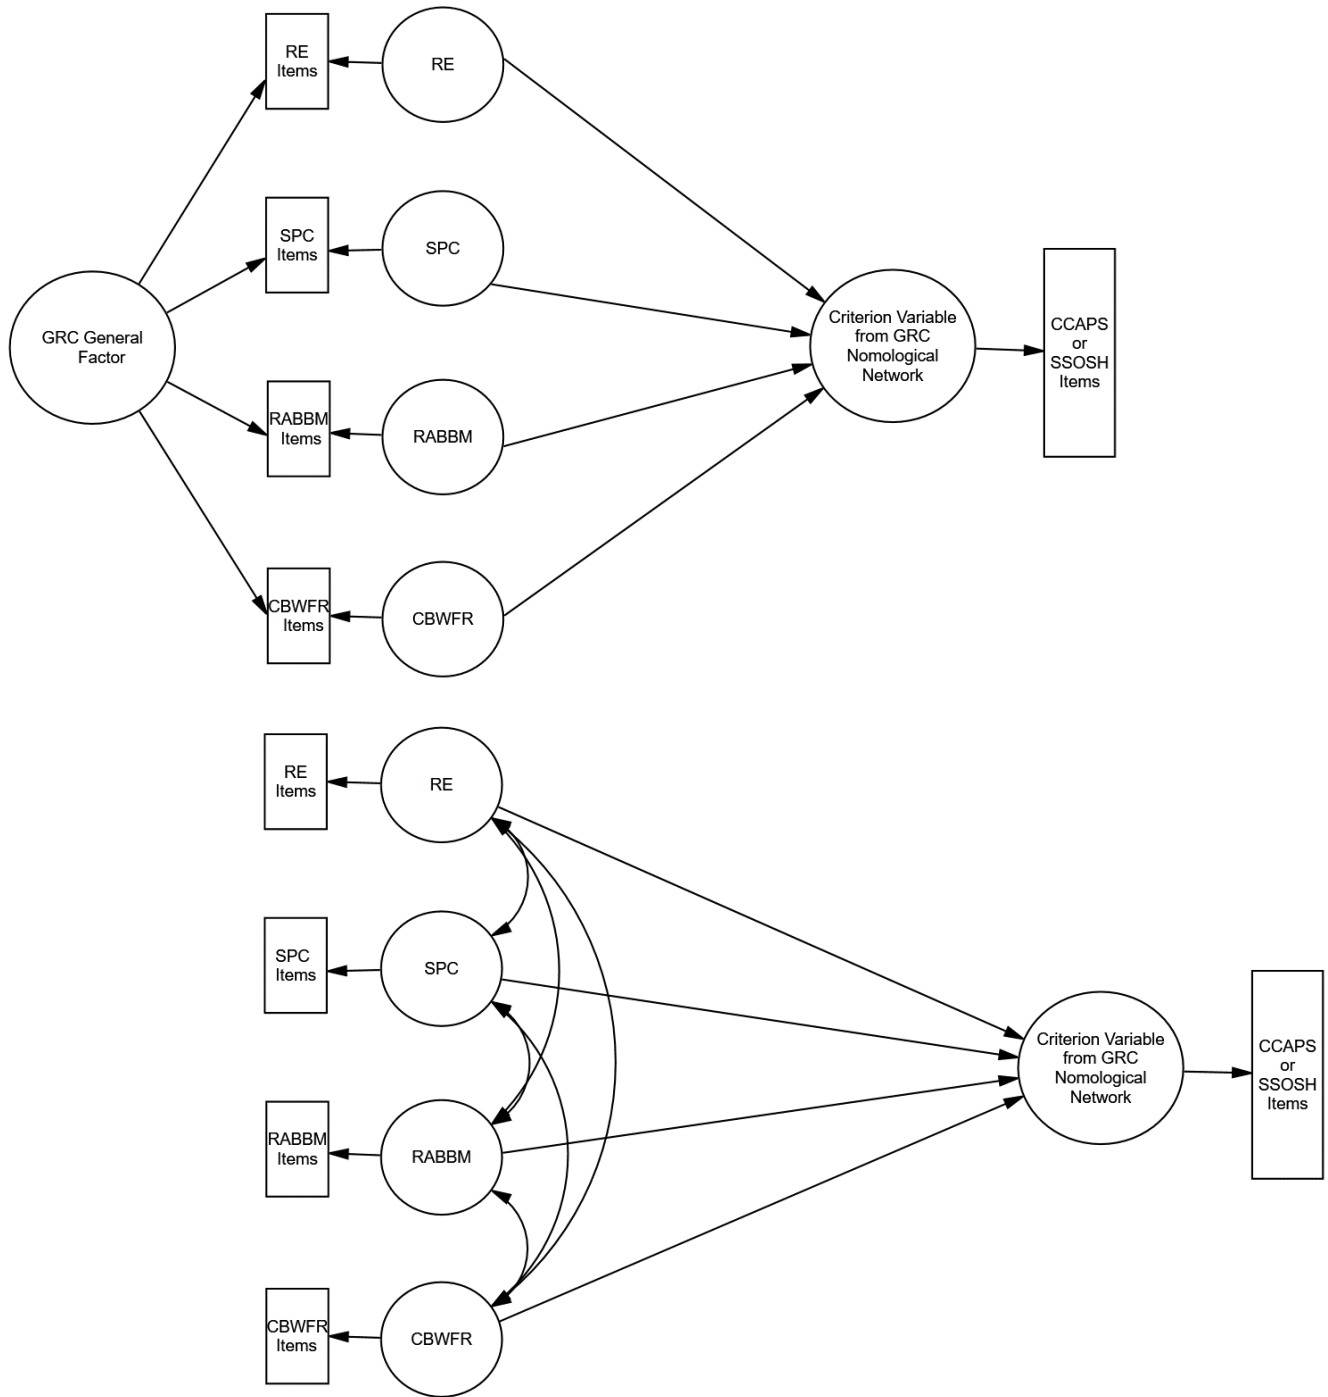 RE
Items
RE
SPC
Items
SPC
GRC General
Factor
Criterion Variable
from GRC
Nomological
Network
CCAPS
or
SSOSH
Items
RABBM
Items
RABBM
CBWFR
Items
CBWFR
RE
Items
RE
SPC
Items
SPC
Criterion Variable
from GRC
Nomological
Network
CCAPS
or
SSOSH
Items
RABBM
Items
RABBM
CBWFR
Items
CBWFR